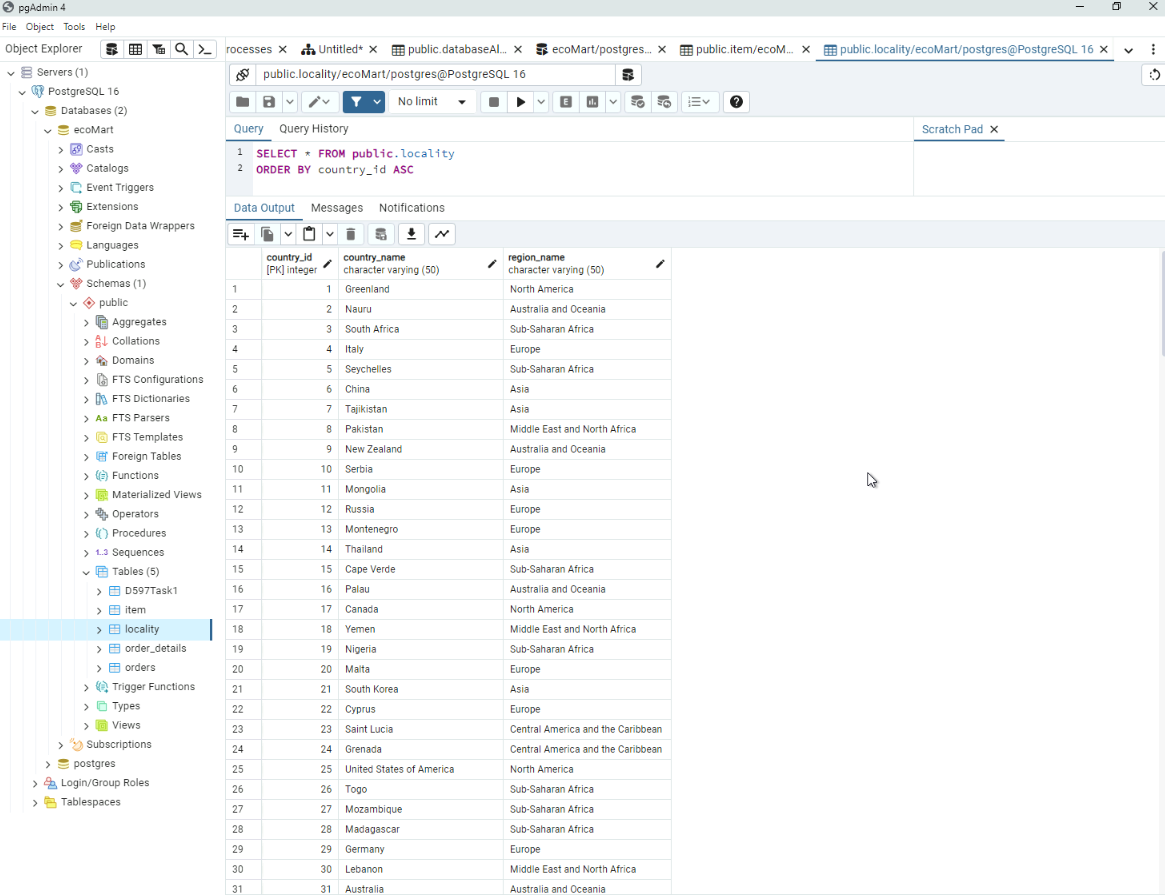 pgAdmin 4
File Object Tools Help
Object Explorer
rocesses
Untitled*
public.databaseAl...
ecoMart/postgres...
public.item/ecoM...
public.locality/ecoMart/postgres@PostgreSQL 16
Servers (1)
PostgreSQL 16
Databases (2)
ecoMart
Casts
Catalogs
Event Triggers
Extensions
Foreign Data Wrappers
Languages
Publications
Schemas (1)
public
Aggregates
Collations
Domains
FTS Configurations
FTS Dictionaries
Aa FTS Parsers
FTS Templates
Foreign Tables
Functions
Materialized Views
Operators
Procedures
1..3 Sequences
Tables (5)
D597Task1
item
locality
order_details
orders
Trigger Functions
Types
Views
Subscriptions
postgres
Login/Group Roles
Tablespaces
public.locality/ecoMart/postgres@PostgreSQL 16
No limit
E
Query Query History
Scratch Pad
1 SELECT * FROM public.locality
2 ORDER BY country_id ASC
Data Output Messages Notifications
country_id country_name region_name
[PK] integer character varying (50) character varying (50)
1 1 Greenland North America
2 2 Nauru Australia and Oceania
3 3 South Africa Sub-Saharan Africa
4 4 Italy Europe
5 5 Seychelles Sub-Saharan Africa
6 6 China Asia
7 7 Tajikistan Asia
8 8 Pakistan Middle East and North Africa
9 9 New Zealand Australia and Oceania
10 10 Serbia Europe
11 11 Mongolia Asia
12 12 Russia Europe
13 13 Montenegro Europe
14 14 Thailand Asia
15 15 Cape Verde Sub-Saharan Africa
16 16 Palau Australia and Oceania
17 17 Canada North America
18 18 Yemen Middle East and North Africa
19 19 Nigeria Sub-Saharan Africa
20 20 Malta Europe
21 21 South Korea Asia
22 22 Cyprus Europe
23 23 Saint Lucia Central America and the Caribbean
24 24 Grenada Central America and the Caribbean
25 25 United States of America North America
26 26 Togo Sub-Saharan Africa
27 27 Mozambique Sub-Saharan Africa
28 28 Madagascar Sub-Saharan Africa
29 29 Germany Europe
30 30 Lebanon Middle East and North Africa
31 31 Australia Australia and Oceania